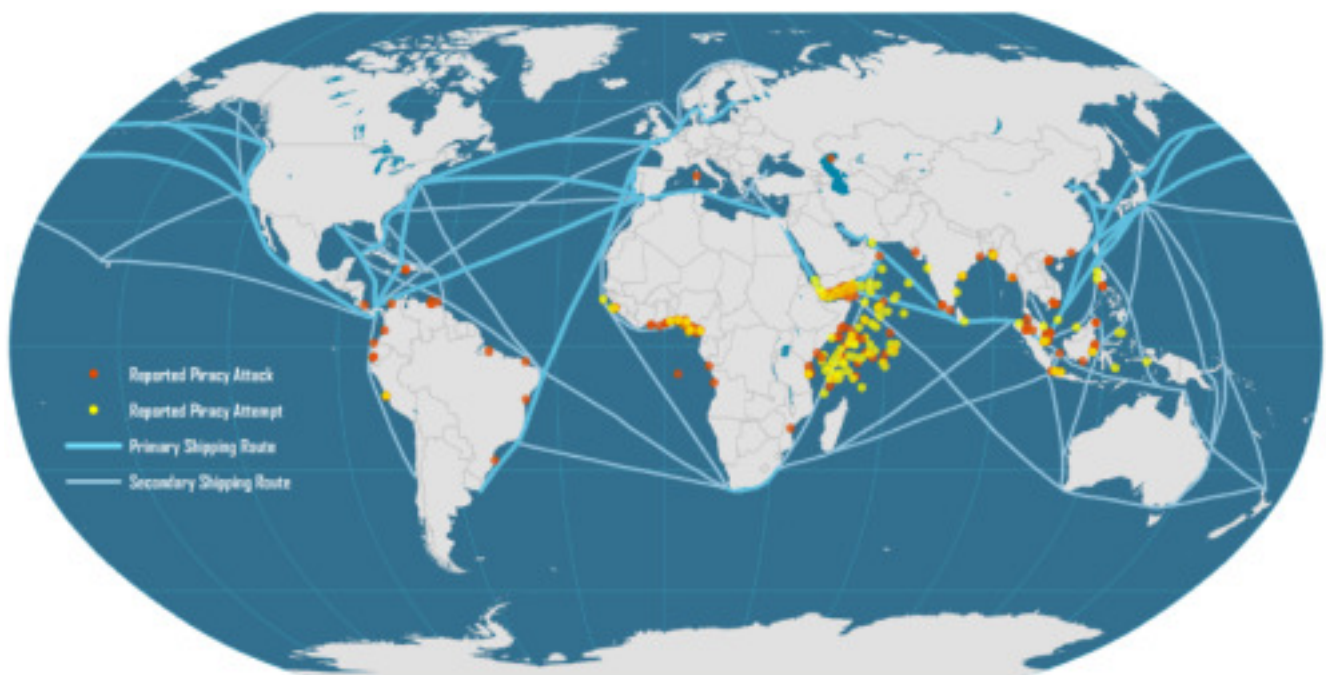 Reported Piracy Attack
Reported Piracy Attempt
Primary Shipping Route
Secondary Shipping Route